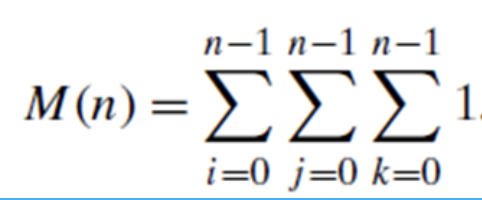 n−1 n−1 n−1
M(n) = ∑ ∑ ∑ 1.
i=0 j=0 k=0